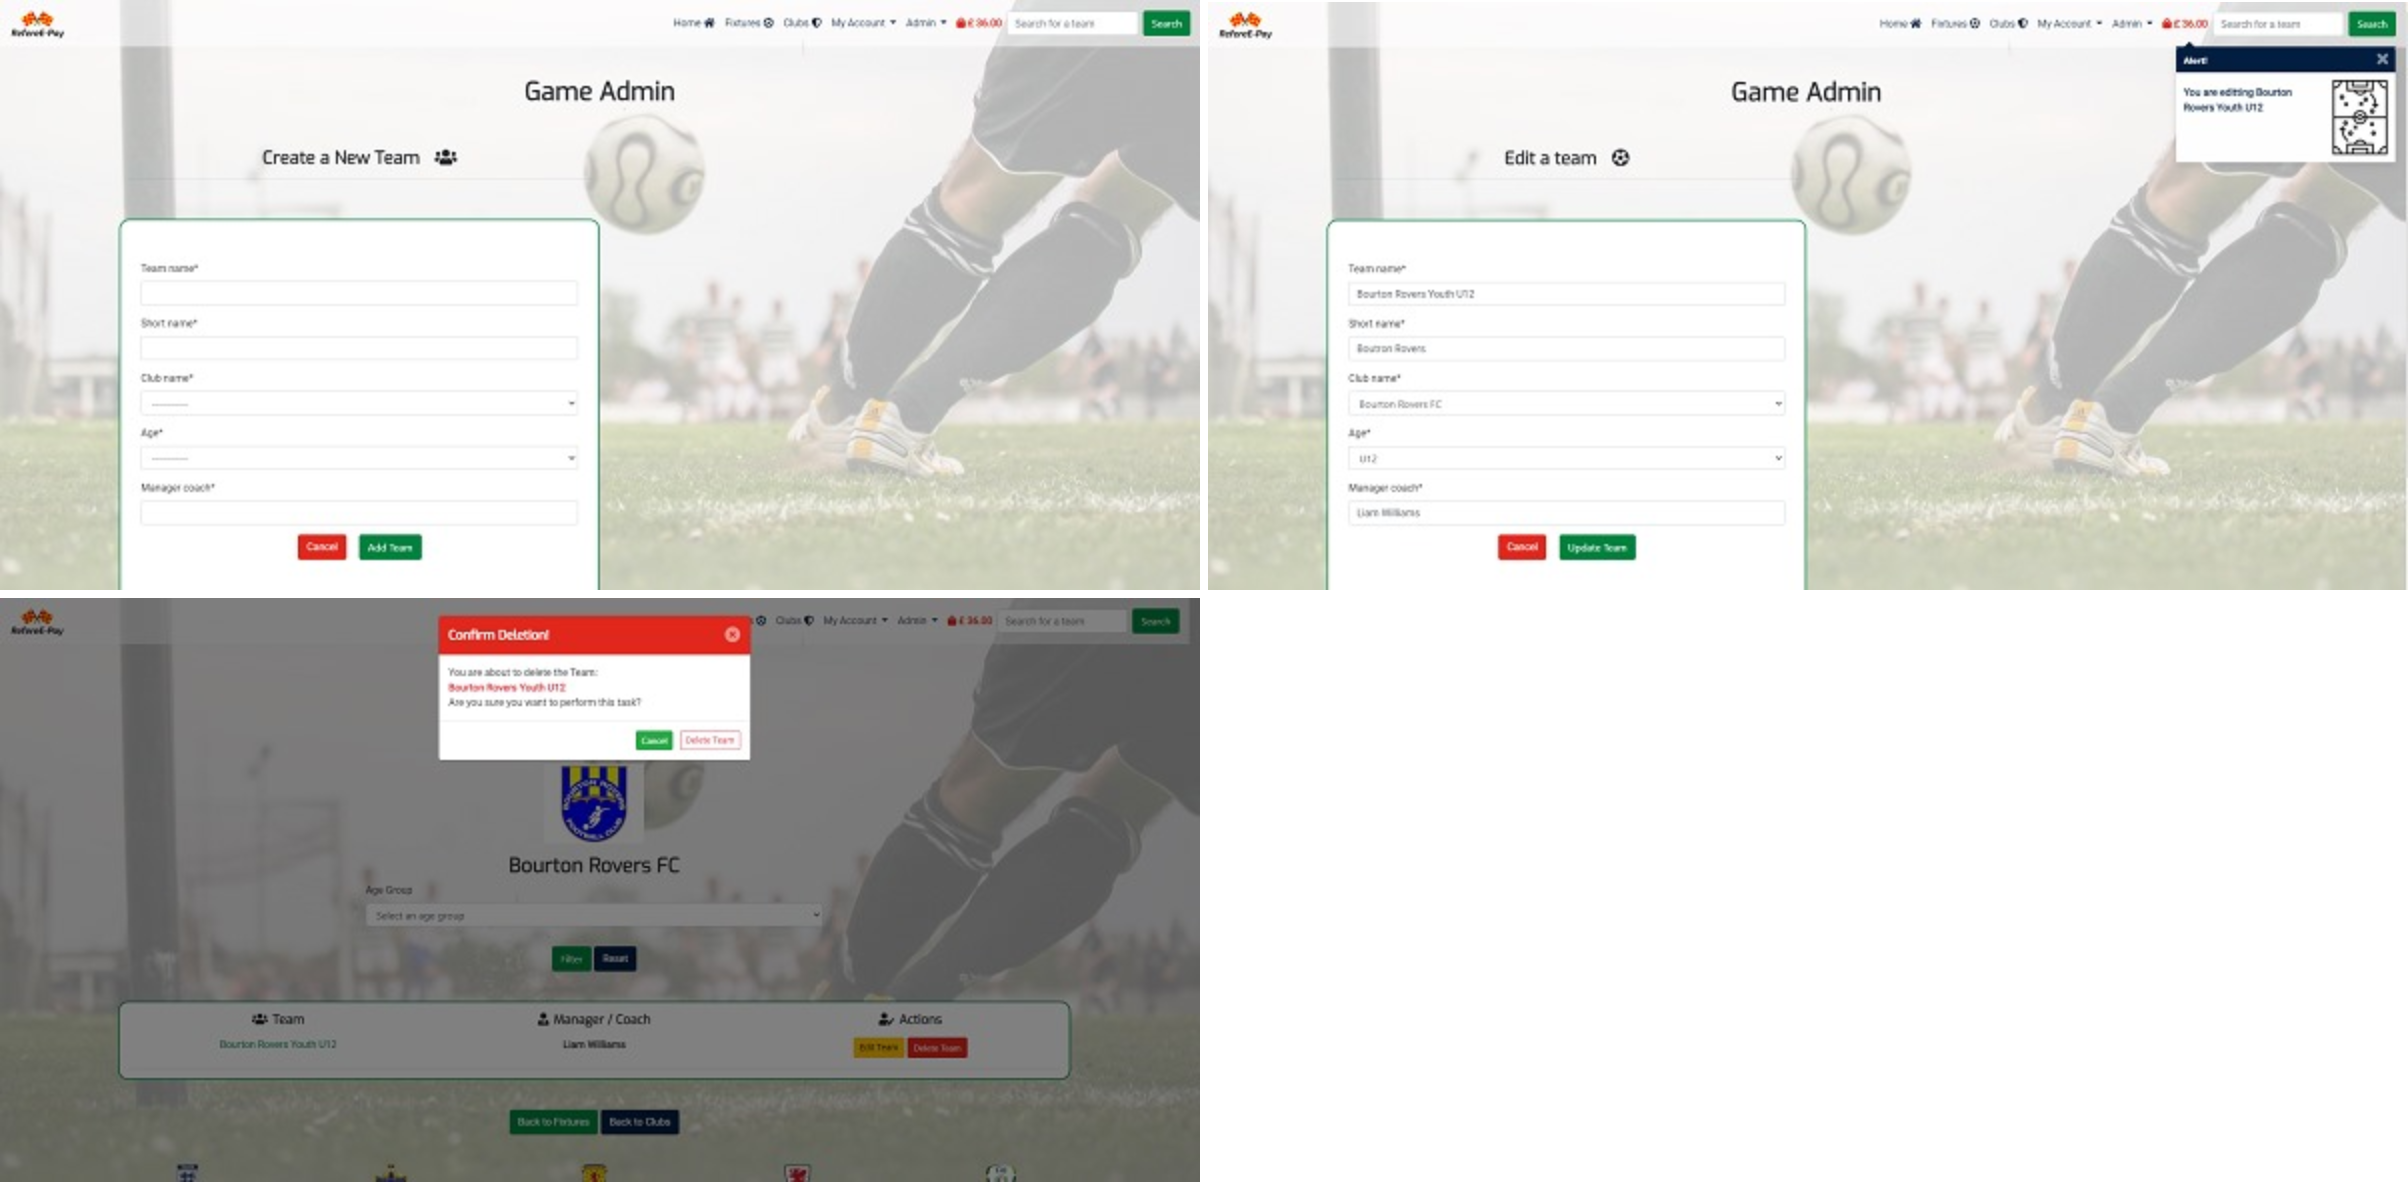 RefereE-Pay
Home Fixtures Clubs My Account Admin £ 36.00 Search for a team Search
Game Admin
Create a New Team
Team name*
Short name*
Club name*
---------
Age*
---------
Manager coach*
Cancel Add Team
RefereE-Pay
Home Fixtures Clubs My Account Admin £ 36.00 Search for a team Search
Alert!
You are editing Bourton
Rovers Youth U12
Game Admin
Edit a team
Team name*
Bourton Rovers Youth U12
Short name*
Boutron Rovers
Club name*
Bourton Rovers FC
Age*
U12
Manager coach*
Liam Williams
Cancel Update Team
RefereE-Pay
s Clubs My Account Admin £ 36.00 Search for a team Search
Confirm Deletion!
You are about to delete the Team:
Bourton Rovers Youth U12
Are you sure you want to perform this task?
Cancel Delete Team
BOURTON ROVERS
FOOTBALL CLUB
Bourton Rovers FC
Age Group
Select an age group
Filter Reset
Team Manager / Coach Actions
Bourton Rovers Youth U12 Liam Williams Edit Team Delete Team
Back to Fixtures Back to Clubs